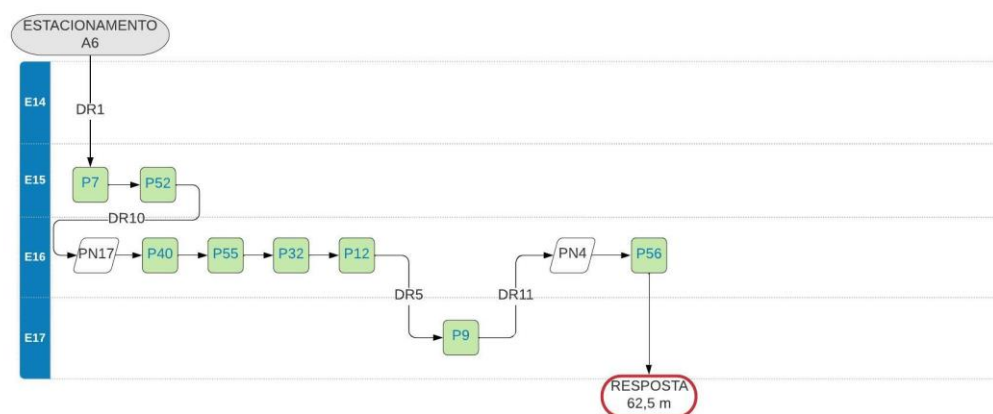 ESTACIONAMENTO
A6
E14
DR1
E15
P7
P52
DR10
E16
PN17
P40
P55
P32
P12
PN4
P56
DR5
DR11
E17
P9
RESPOSTA
62,5 m